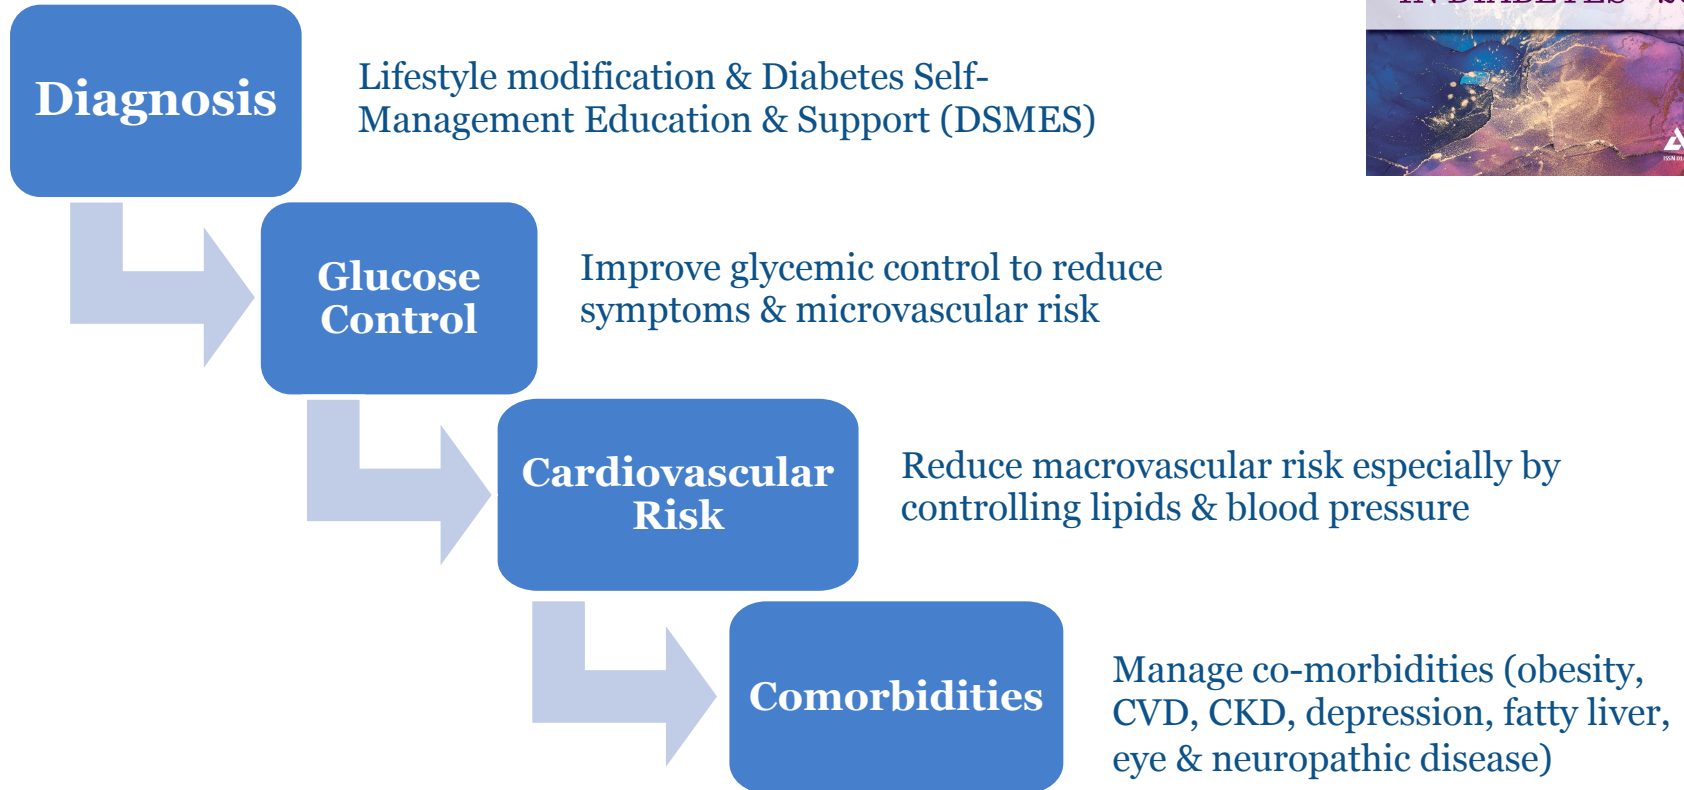 IN DIABETES
Diagnosis
Lifestyle modification & Diabetes Self-
Management Education & Support (DSMES)
Glucose
Control
Improve glycemic control to reduce
symptoms & microvascular risk
Cardiovascular
Risk
Reduce macrovascular risk especially by
controlling lipids & blood pressure
Comorbidities
Manage co-morbidities (obesity,
CVD, CKD, depression, fatty liver,
eye & neuropathic disease)